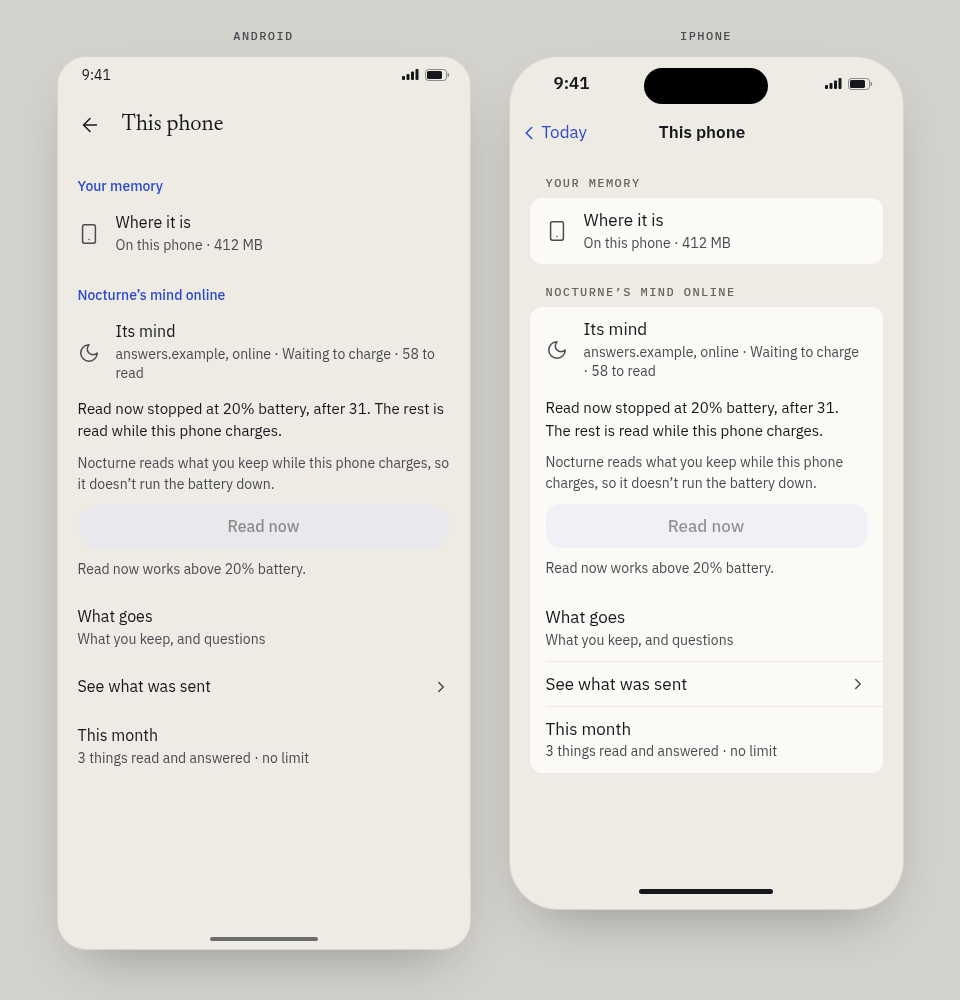 ANDROID
9:41
This phone
Your memory
Where it is
On this phone · 412 MB
Nocturne’s mind online
Its mind
answers.example, online · Waiting to charge · 58 to
read
Read now stopped at 20% battery, after 31. The rest is
read while this phone charges.
Nocturne reads what you keep while this phone charges, so
it doesn’t run the battery down.
Read now
Read now works above 20% battery.
What goes
What you keep, and questions
See what was sent
This month
3 things read and answered · no limit
IPHONE
9:41
Today
This phone
YOUR MEMORY
Where it is
On this phone · 412 MB
NOCTURNE’S MIND ONLINE
Its mind
answers.example, online · Waiting to charge
· 58 to read
Read now stopped at 20% battery, after 31.
The rest is read while this phone charges.
Nocturne reads what you keep while this phone
charges, so it doesn’t run the battery down.
Read now
Read now works above 20% battery.
What goes
What you keep, and questions
See what was sent
This month
3 things read and answered · no limit